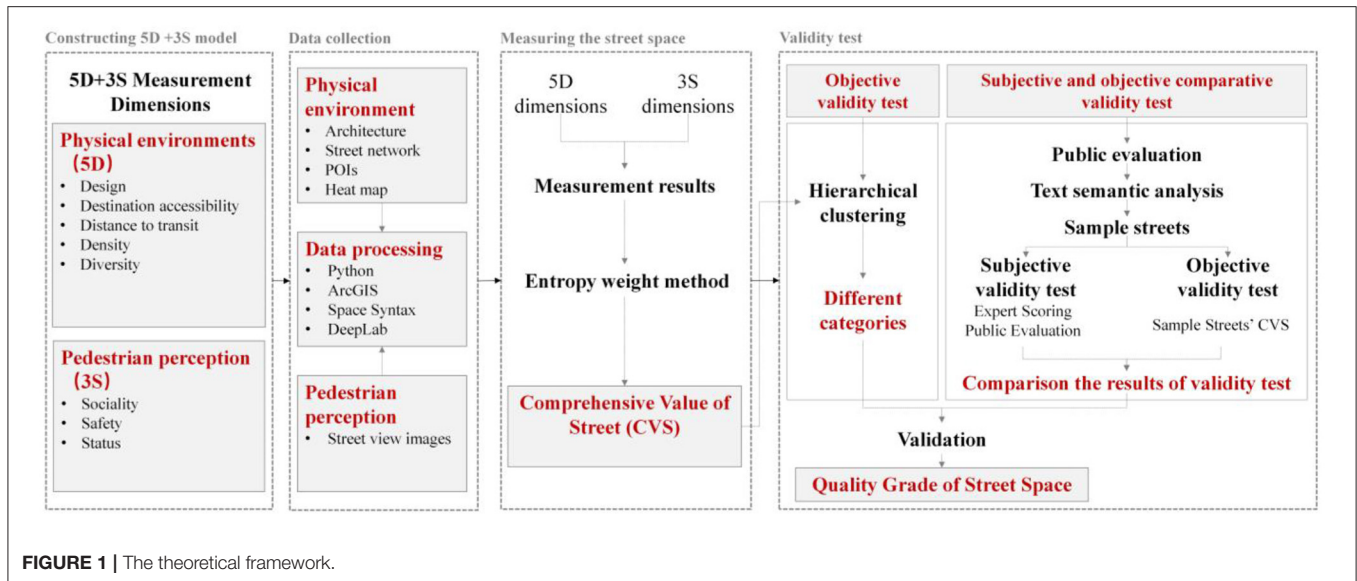 Constructing 5D +3S model
5D+3S Measurement
Dimensions
Physical environments
(5D)
• Design
• Destination accessibility
• Distance to transit
• Density
• Diversity
Pedestrian perception
(3S)
• Sociality
• Safety
• Status
Data collection
Physical
environment
• Architecture
• Street network
• POIs
• Heat map
Data processing
• Python
• ArcGIS
• Space Syntax
• DeepLab
Pedestrian
perception
• Street view images
Measuring the street space
5D
dimensions
3S
dimensions
Measurement results
Entropy weight method
Comprehensive Value of
Street (CVS)
Validity test
Objective
validity test
Hierarchical
clustering
Different
categories
Subjective and objective comparative
validity test
Public evaluation
Text semantic analysis
Sample streets
Subjective
validity test
Expert Scoring
Public Evaluation
Objective
validity test
Sample Streets' CVS
Comparison the results of validity test
Validation
Quality Grade of Street Space
FIGURE 1 | The theoretical framework.